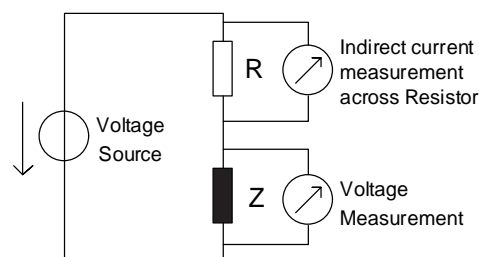 R
Indirect current
measurement
across Resistor
Voltage
Source
Z
Voltage
Measurement